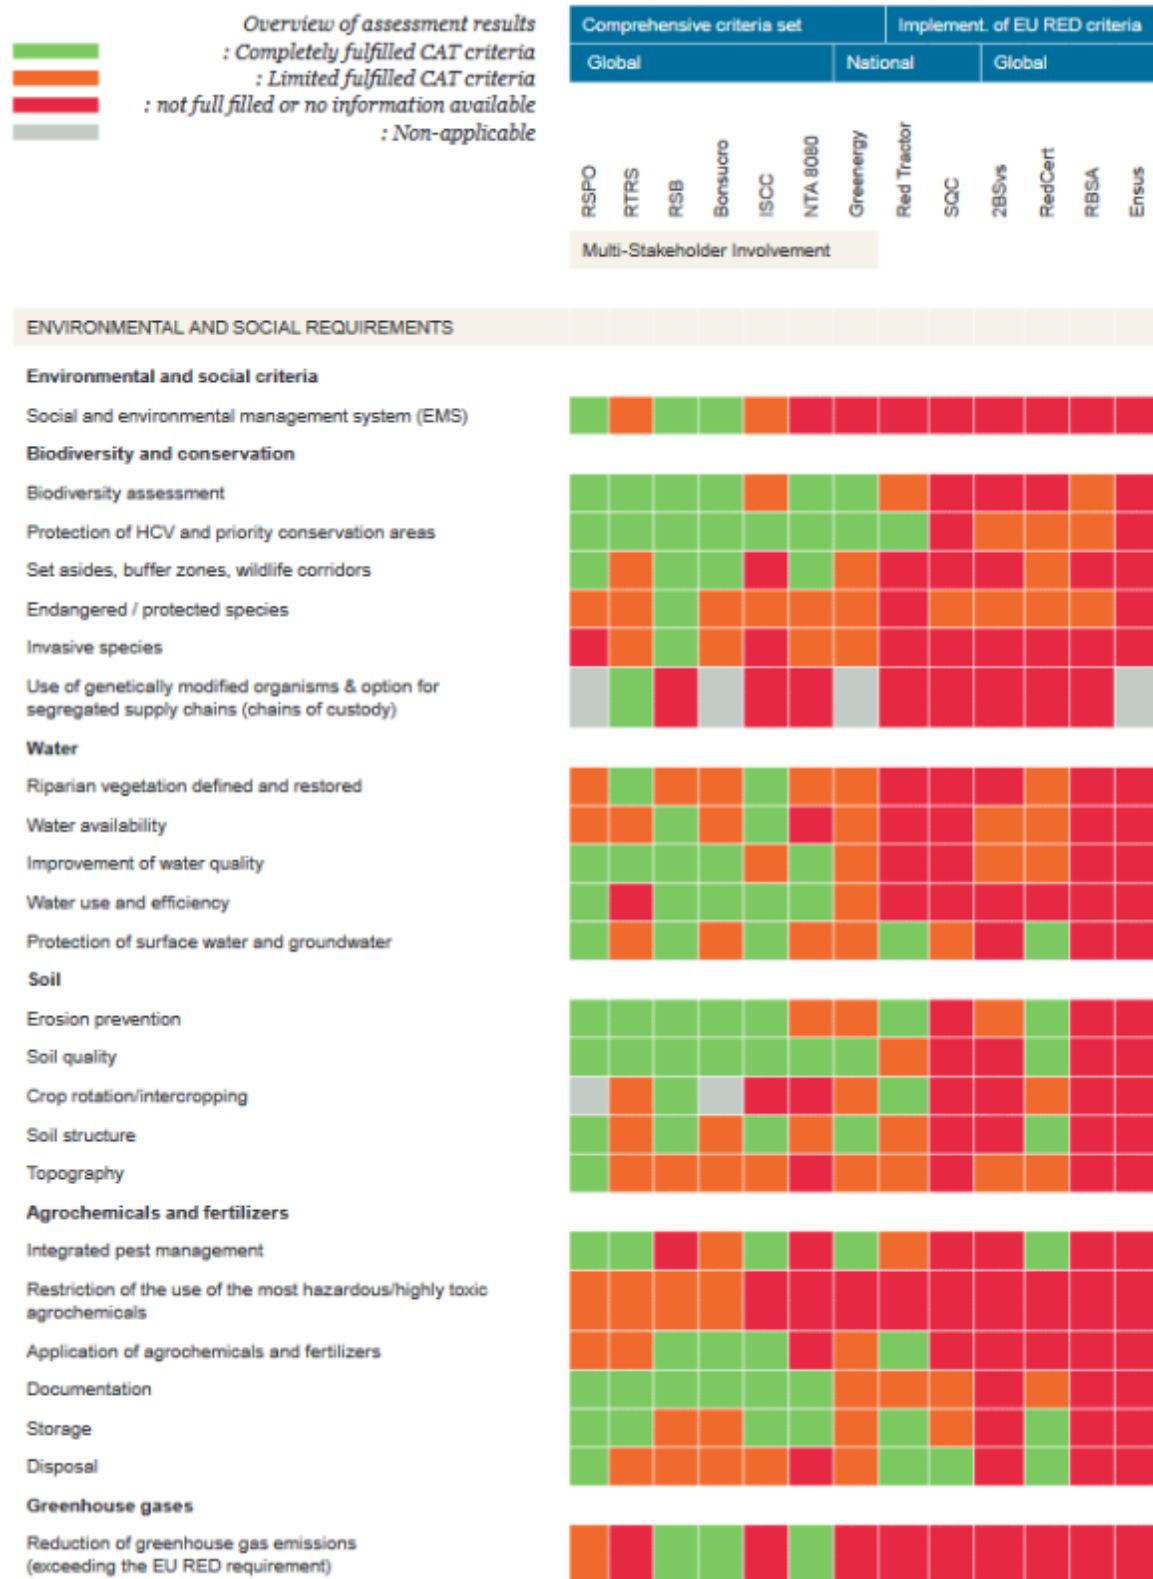 Overview of assessment results
: Completely fulfilled CAT criteria
: Limited fulfilled CAT criteria
: not full filled or no information available
: Non-applicable
Comprehensive criteria set
Implement. of EU RED criteria
Global
National
Global
RSPO
RTRS
RSB
Bonsucro
ISCC
NTA 8080
Greenergy
Red Tractor
SQC
2BSvs
RedCert
RBSA
Ensus
Multi-Stakeholder Involvement
ENVIRONMENTAL AND SOCIAL REQUIREMENTS
Environmental and social criteria
Social and environmental management system (EMS)
Biodiversity and conservation
Biodiversity assessment
Protection of HCV and priority conservation areas
Set asides, buffer zones, wildlife corridors
Endangered / protected species
Invasive species
Use of genetically modified organisms & option for
segregated supply chains (chains of custody)
Water
Riparian vegetation defined and restored
Water availability
Improvement of water quality
Water use and efficiency
Protection of surface water and groundwater
Soil
Erosion prevention
Soil quality
Crop rotation/intercropping
Soil structure
Topography
Agrochemicals and fertilizers
Integrated pest management
Restriction of the use of the most hazardous/highly toxic
agrochemicals
Application of agrochemicals and fertilizers
Documentation
Storage
Disposal
Greenhouse gases
Reduction of greenhouse gas emissions
(exceeding the EU RED requirement)